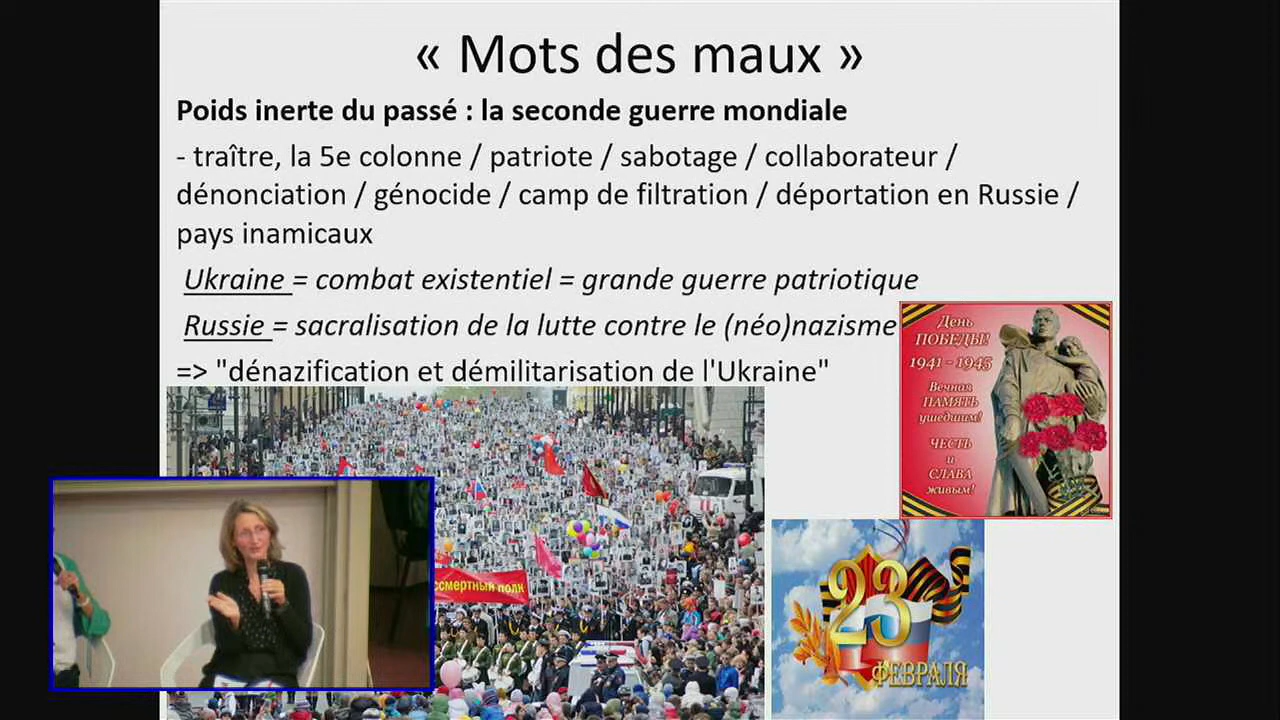 « Mots des maux »
Poids inerte du passé : la seconde guerre mondiale
- traître, la 5e colonne / patriote / sabotage / collaborateur /
dénonciation / génocide / camp de filtration / déportation en Russie /
pays inamicaux
Ukraine = combat existentiel = grande guerre patriotique
Russie = sacralisation de la lutte contre le (néo)nazisme
=> "dénazification et démilitarisation de l'Ukraine"
День
ПОБЕДЫ!
1941 - 1945
Вечная
ПАМЯТЬ
ушедшим!
ЧЕСТЬ
и
СЛАВА
живым!
ссмертный полк
23
ФЕВРАЛЯ